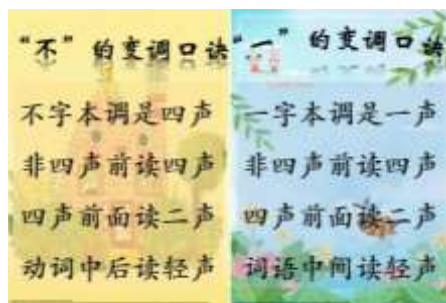 “不”的变调口诀
不字本调是四声
非四声前读四声
四声前面读二声
动词中后读轻声
“一”的变调口诀
一字本调是一声
非四声前读四声
四声前面读二声
词语中间读轻声